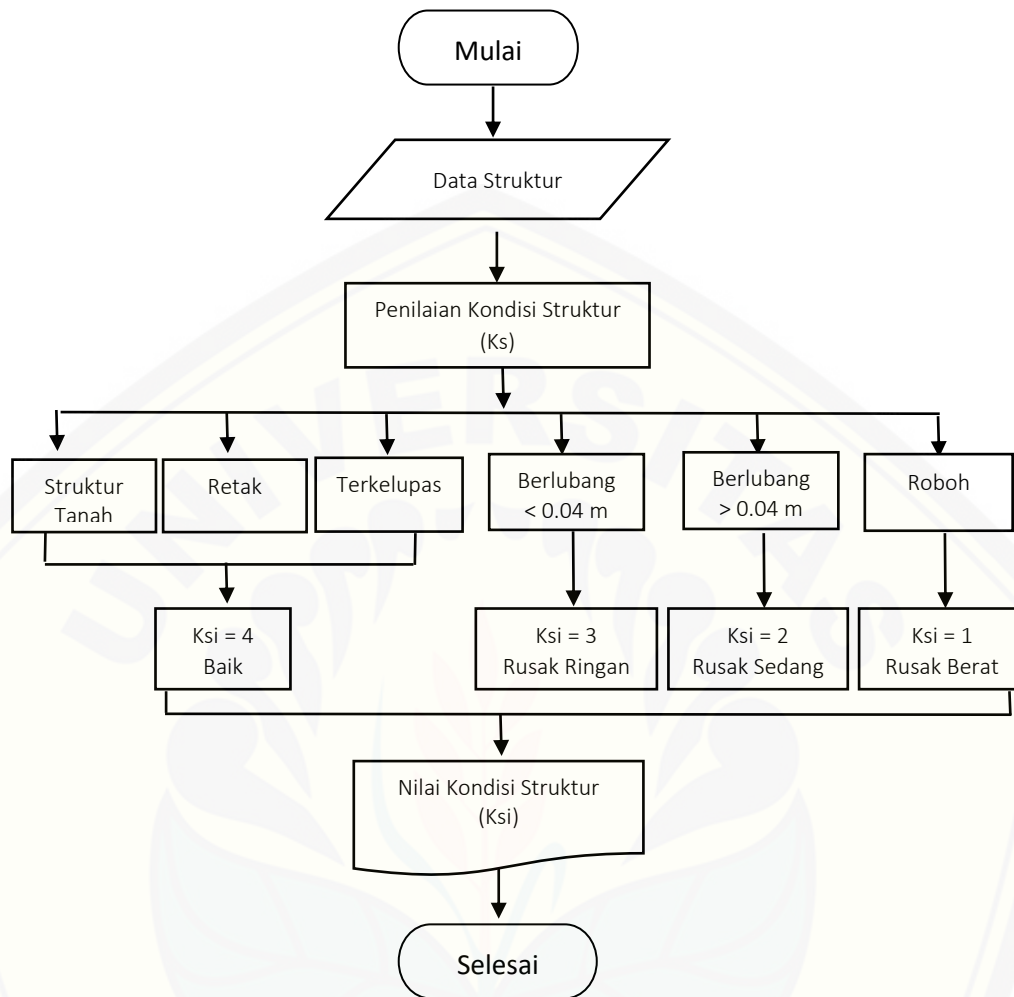 Mulai
Data Struktur
Penilaian Kondisi Struktur
(Ks)
Struktur
Tanah
Retak
Terkelupas
Berlubang
< 0.04 m
Berlubang
> 0.04 m
Roboh
Ksi = 4
Baik
Ksi = 3
Rusak Ringan
Ksi = 2
Rusak Sedang
Ksi = 1
Rusak Berat
Nilai Kondisi Struktur
(Ksi)
Selesai
UNIVERSITAS